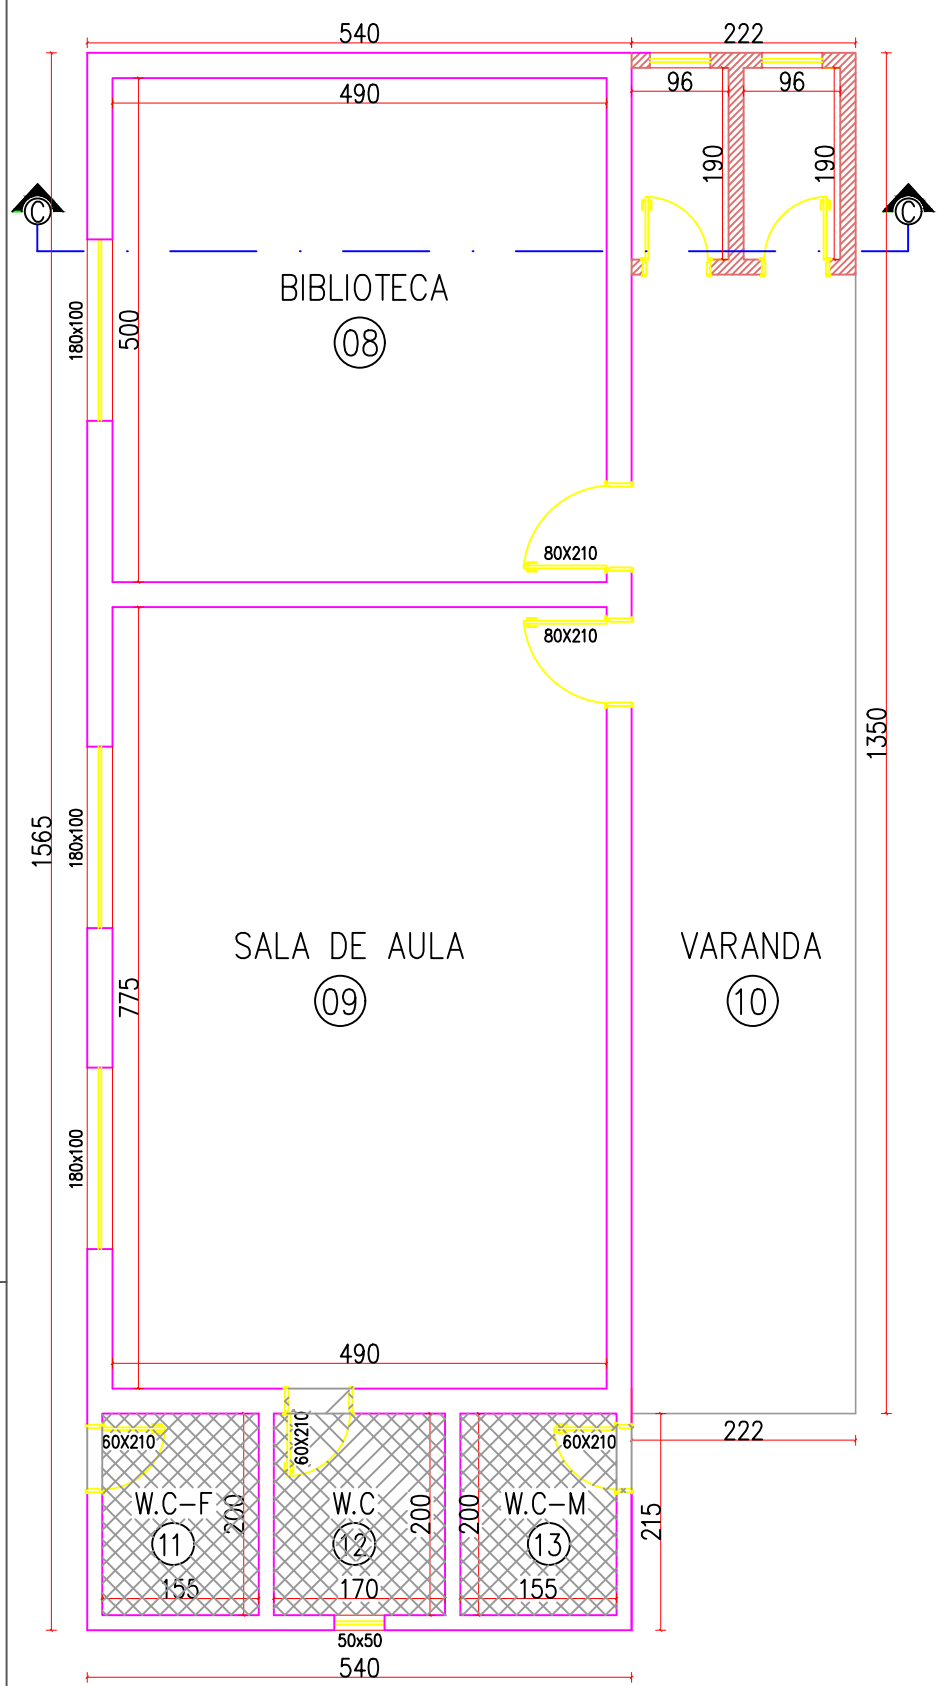 540
222
490
96
96
190
190
C
C
BIBLIOTECA
08
180x100
500
80X210
80X210
1350
1565
180x100
SALA DE AULA
09
VARANDA
10
775
180x100
490
222
60X210
60X210
60X210
W.C-F
11
200
W.C
12
200
200
W.C-M
13
215
155
170
155
50x50
540